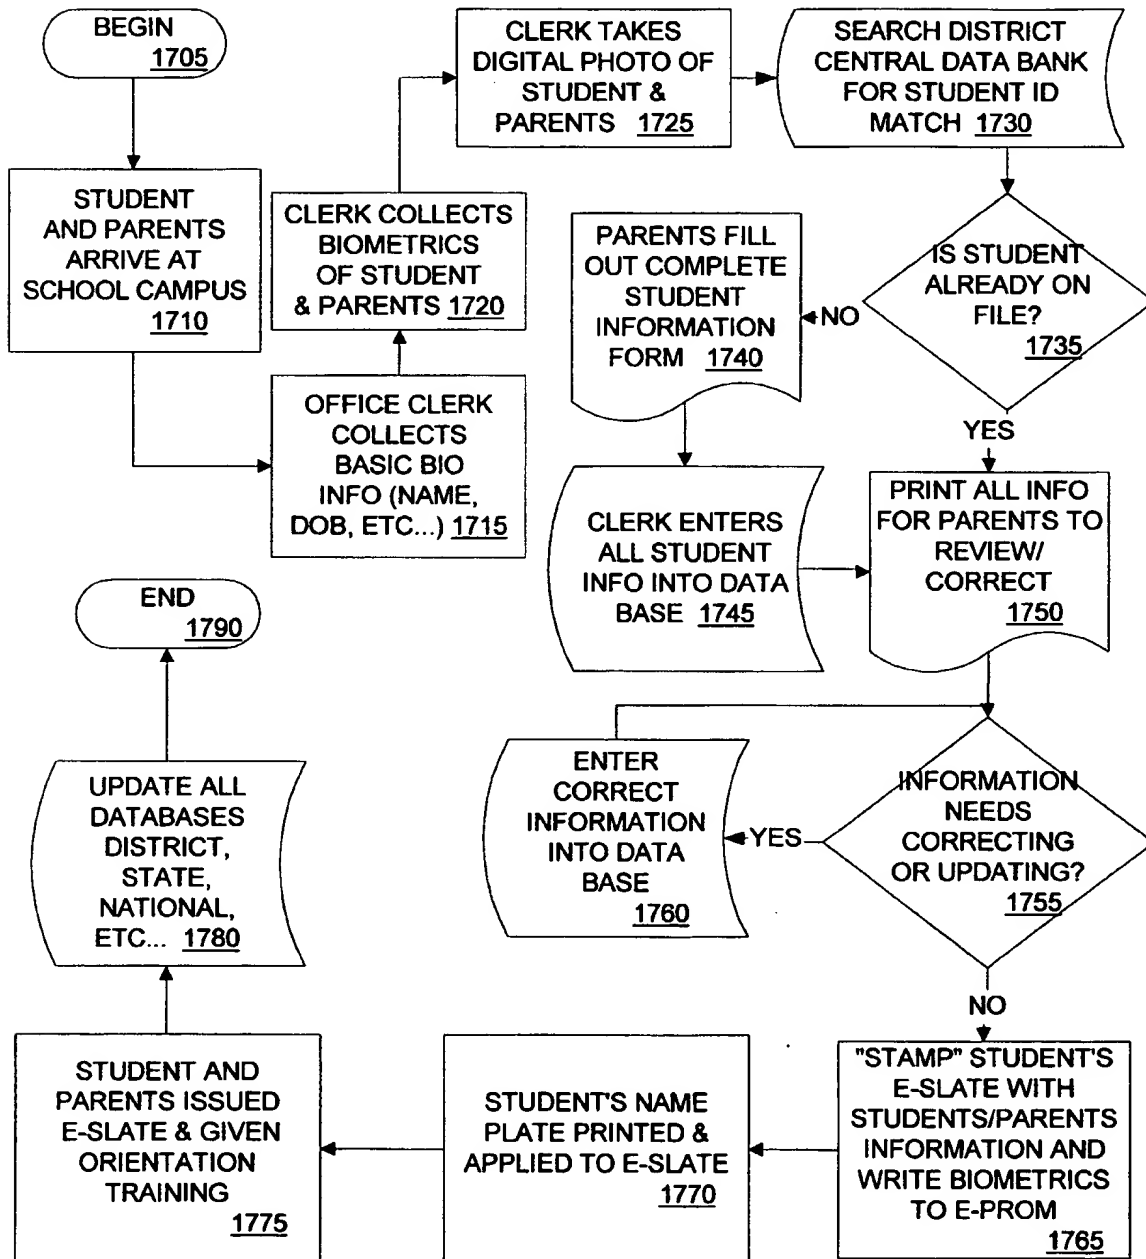 BEGIN
1705
STUDENT
AND PARENTS
ARRIVE AT
SCHOOL CAMPUS
1710
OFFICE CLERK
COLLECTS
BASIC BIO
INFO (NAME,
DOB, ETC...) 1715
CLERK COLLECTS
BIOMETRICS
OF STUDENT
& PARENTS 1720
CLERK TAKES
DIGITAL PHOTO OF
STUDENT &
PARENTS 1725
SEARCH DISTRICT
CENTRAL DATA BANK
FOR STUDENT ID
MATCH 1730
IS STUDENT
ALREADY ON
FILE?
1735
NO
PARENTS FILL
OUT COMPLETE
STUDENT
INFORMATION
FORM 1740
CLERK ENTERS
ALL STUDENT
INFO INTO DATA
BASE 1745
YES
PRINT ALL INFO
FOR PARENTS TO
REVIEW/
CORRECT
1750
INFORMATION
NEEDS
CORRECTING
OR UPDATING?
1755
YES
ENTER
CORRECT
INFORMATION
INTO DATA
BASE
1760
NO
"STAMP" STUDENT'S
E-SLATE WITH
STUDENTS/PARENTS
INFORMATION AND
WRITE BIOMETRICS
TO E-PROM
1765
STUDENT'S NAME
PLATE PRINTED &
APPLIED TO E-SLATE
1770
STUDENT AND
PARENTS ISSUED
E-SLATE & GIVEN
ORIENTATION
TRAINING
1775
UPDATE ALL
DATABASES
DISTRICT,
STATE,
NATIONAL,
ETC... 1780
END
1790